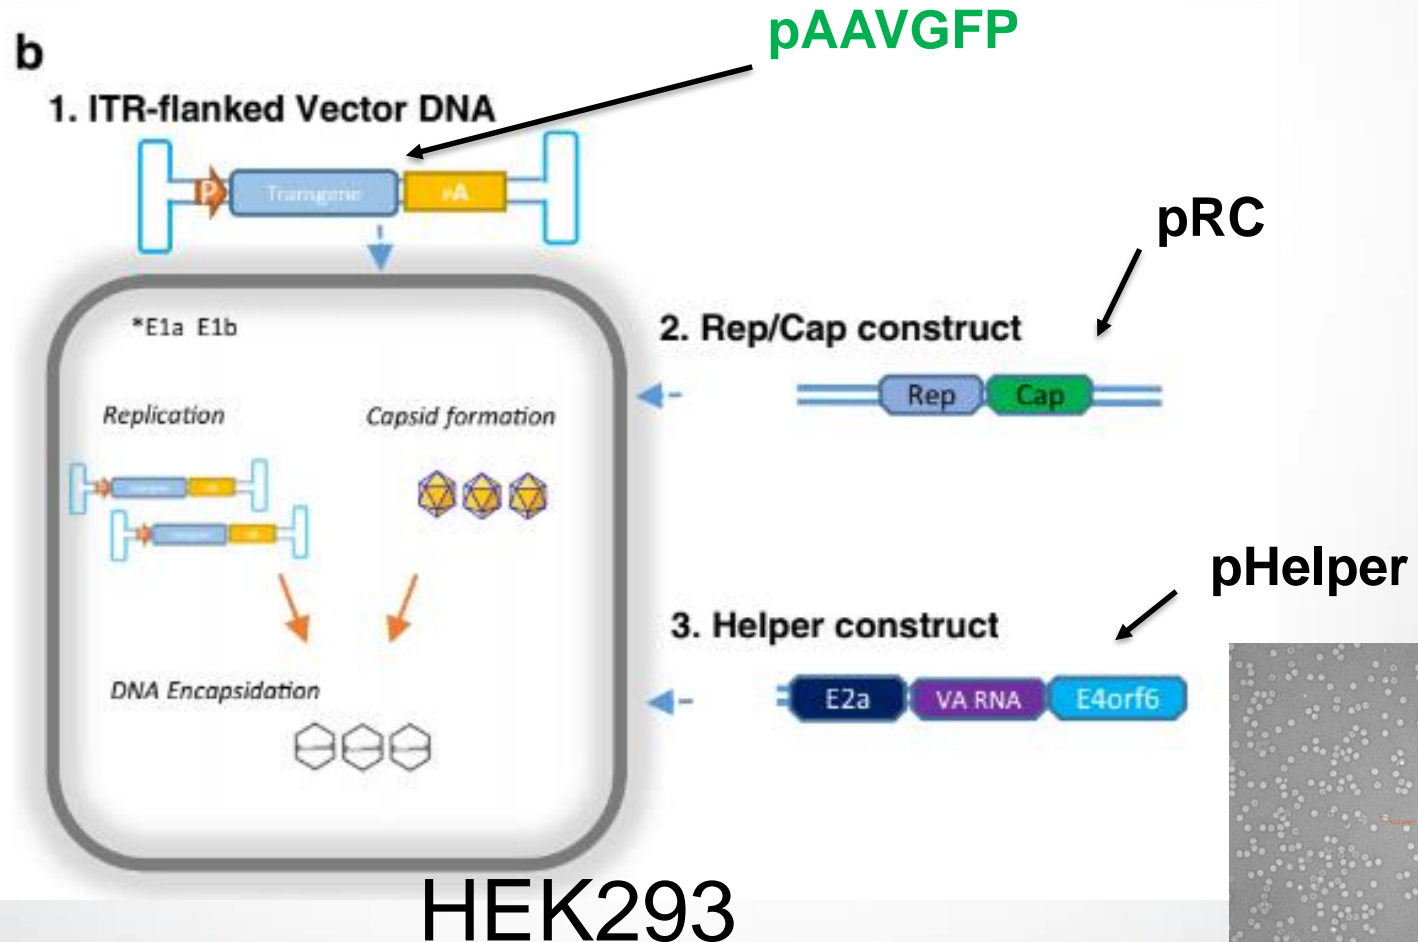 b
pAAVGFP
1. ITR-flanked Vector DNA
P Transgene pA
pRC
*E1a E1b
2. Rep/Cap construct
Rep Cap
Replication Capsid formation
pHelper
3. Helper construct
DNA Encapsidation
E2a VA RNA E4orf6
HEK293